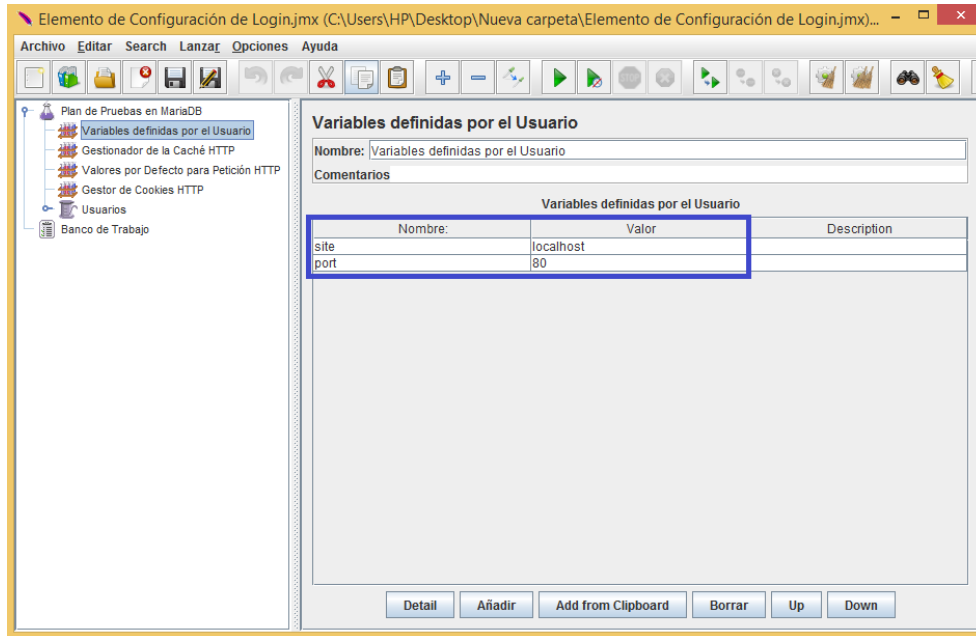 Elemento de Configuración de Login.jmx (C:\Users\HP\Desktop\Nueva carpeta\Elemento de Configuración de Login.jmx)...
Archivo Editar Search Lanzar Opciones Ayuda
STOP
Plan de Pruebas en MariaDB
Variables definidas por el Usuario
Gestionador de la Caché HTTP
Valores por Defecto para Petición HTTP
Gestor de Cookies HTTP
Usuarios
Banco de Trabajo
Variables definidas por el Usuario
Nombre: Variables definidas por el Usuario
Comentarios
Variables definidas por el Usuario
Nombre: Valor Description
site localhost
port 80
Detail Añadir Add from Clipboard Borrar Up Down